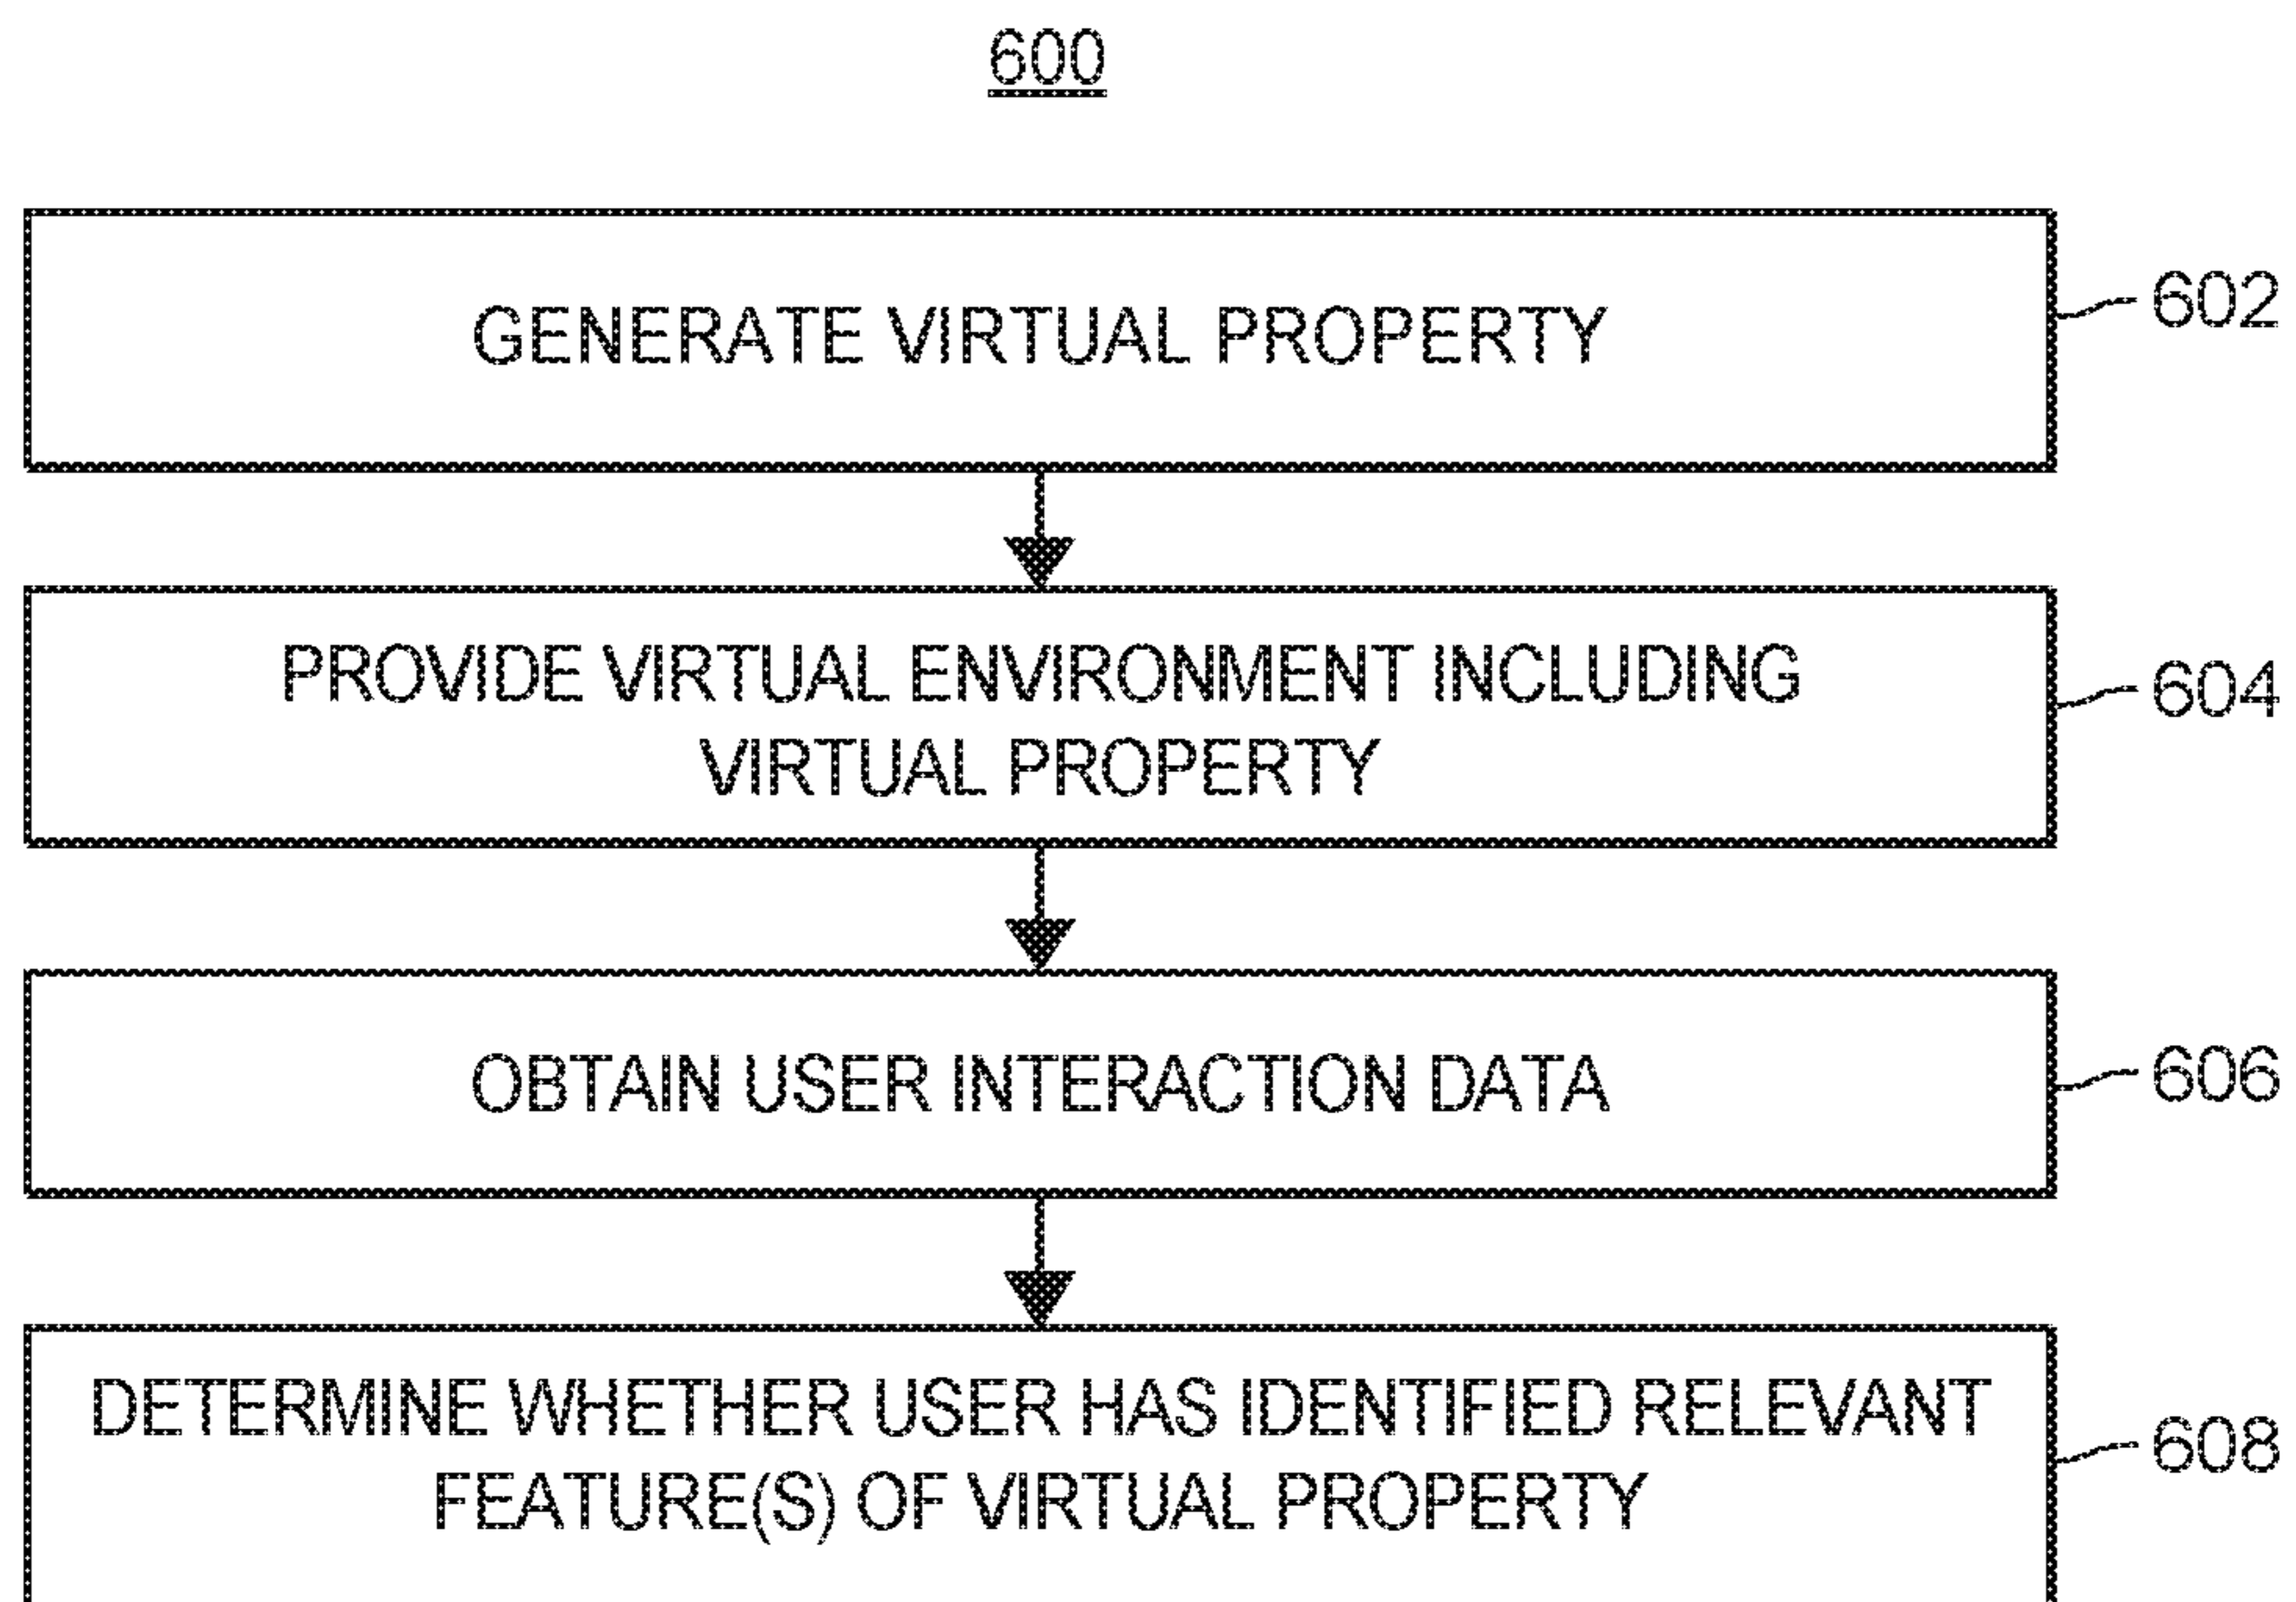 600
GENERATE VIRTUAL PROPERTY
602
PROVIDE VIRTUAL ENVIRONMENT INCLUDING
VIRTUAL PROPERTY
604
OBTAIN USER INTERACTION DATA
606
DETERMINE WHETHER USER HAS IDENTIFIED RELEVANT
FEATURE(S) OF VIRTUAL PROPERTY
608